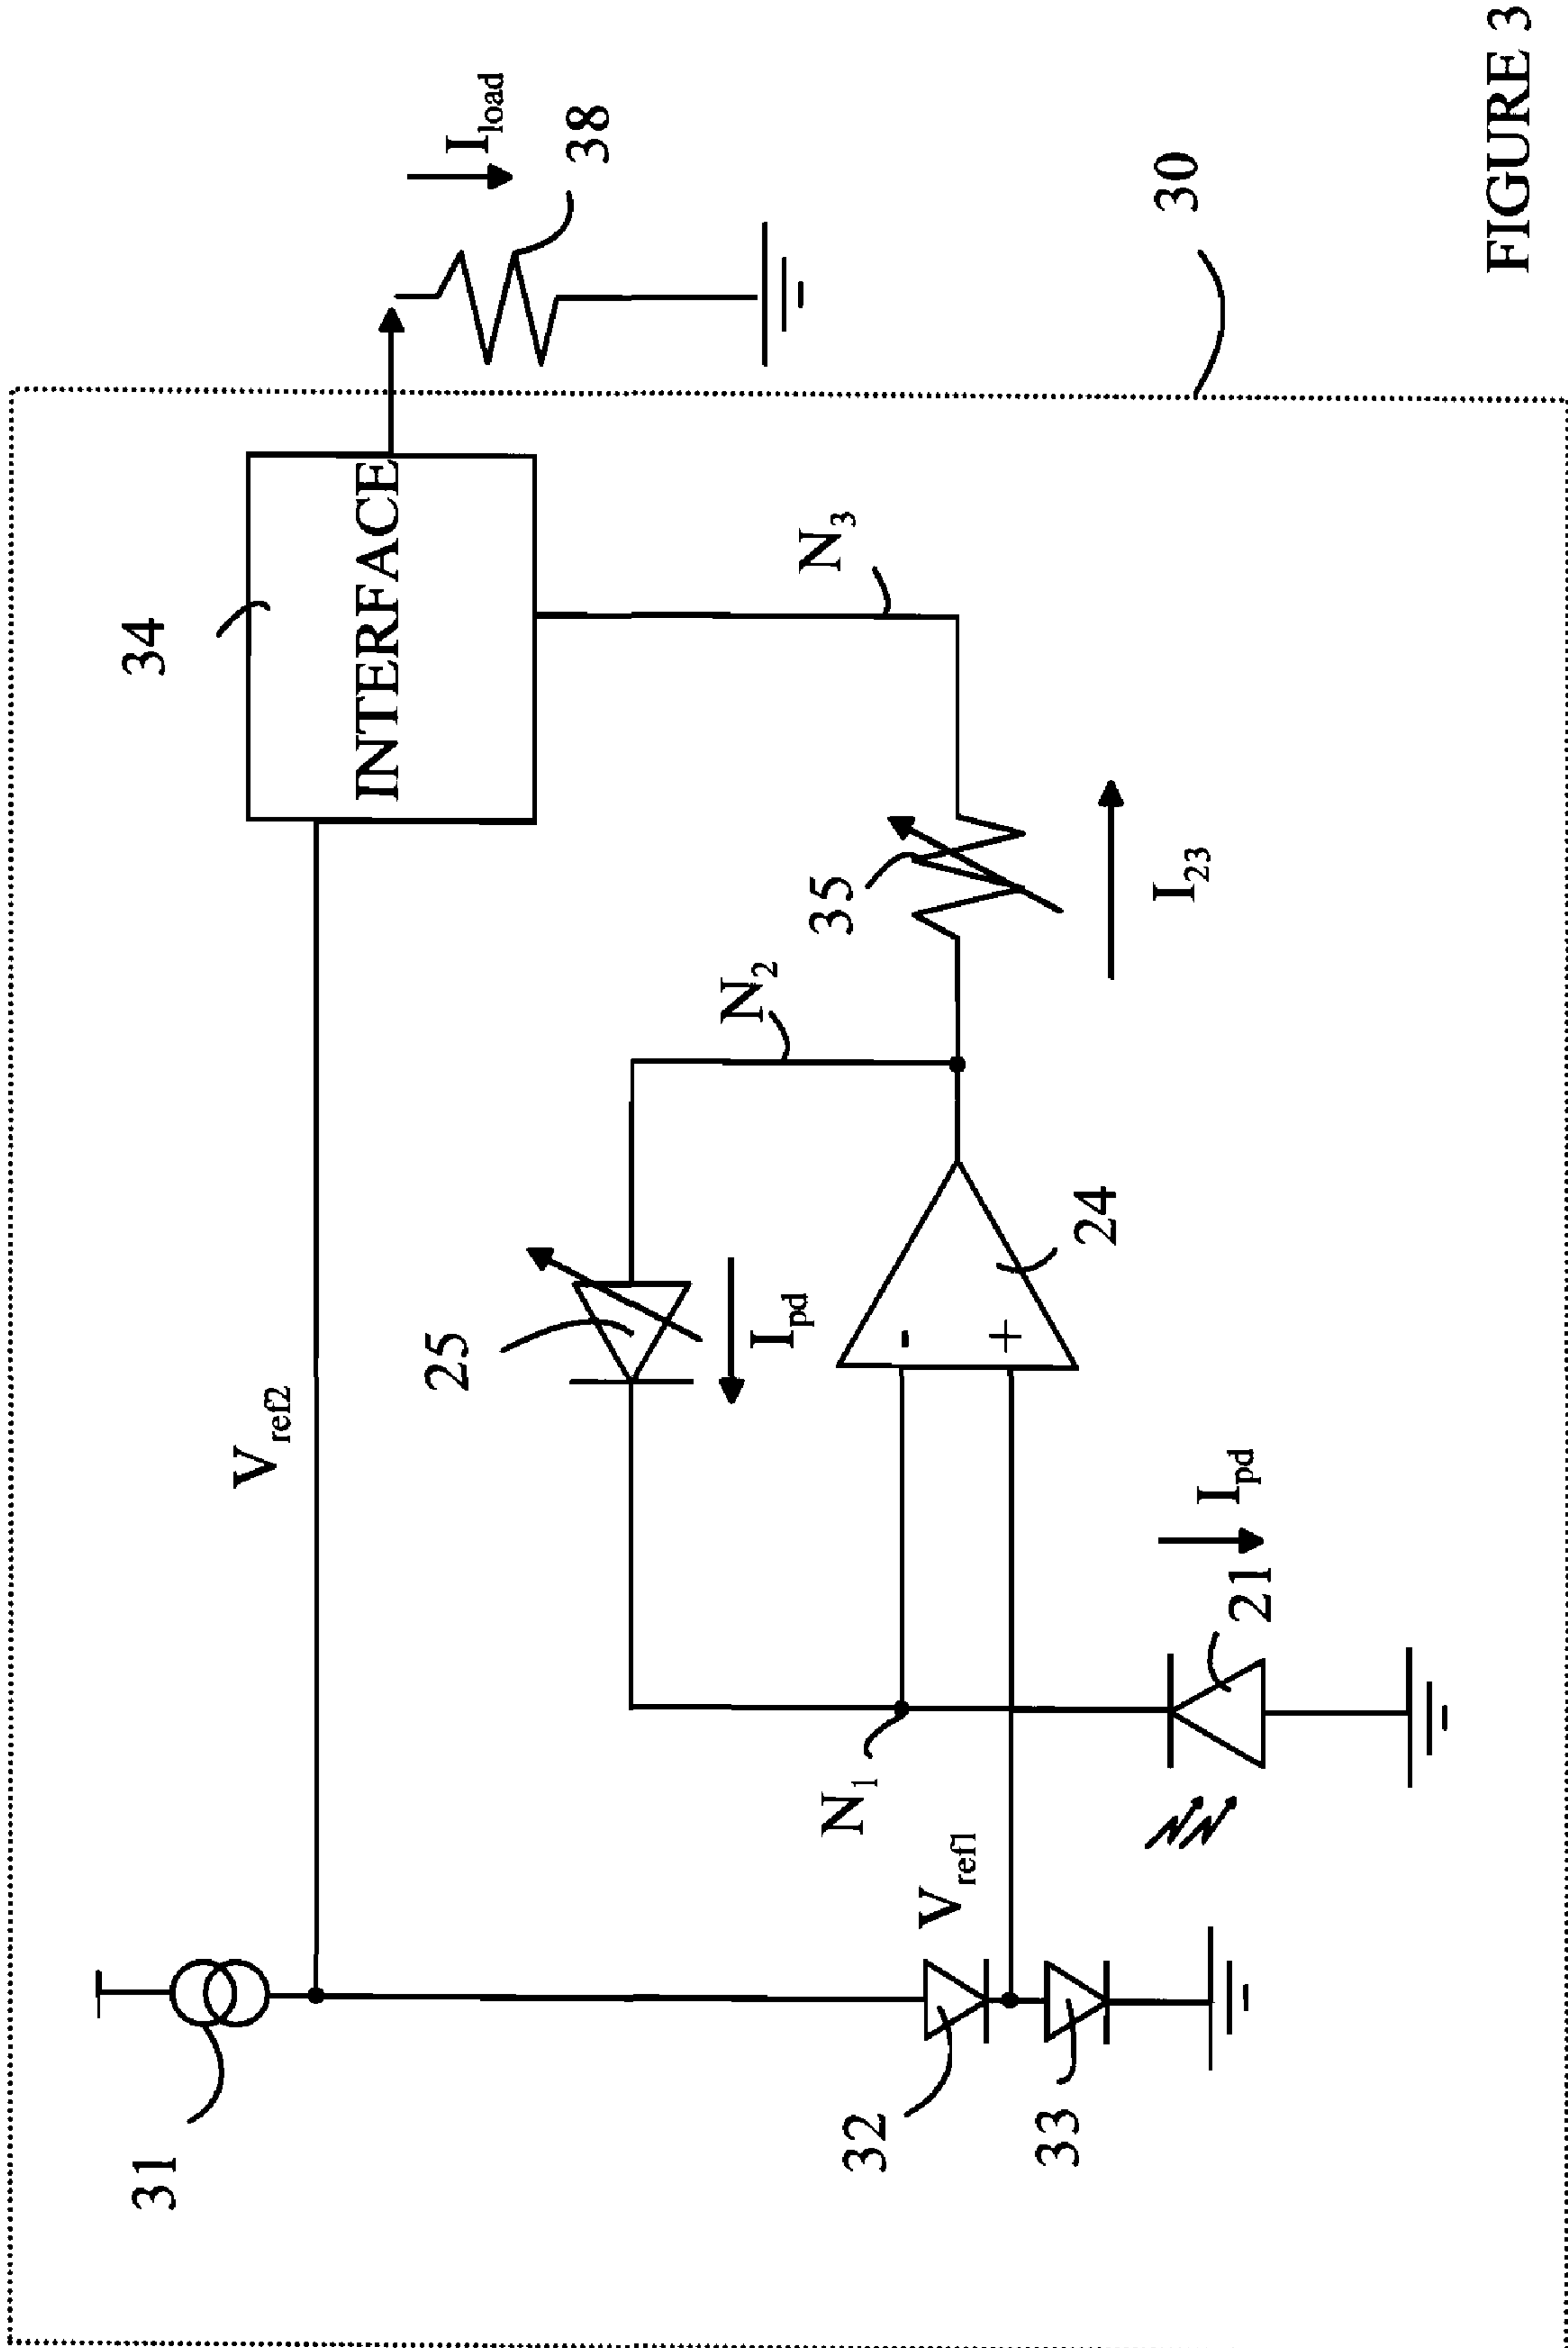 31
V_ref2
34
INTERFACE
I_load
38
25
I_pd
N_2
N_1
N_3
35
V_ref1
-
+
24
I_23
32
33
I_pd
21
30
FIGURE 3